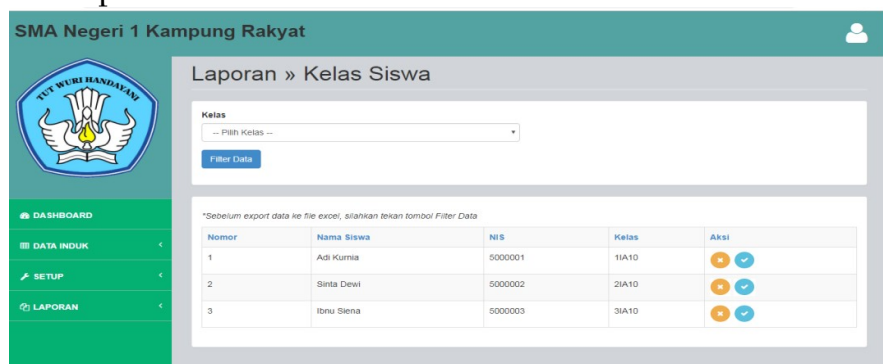 SMA Negeri 1 Kampung Rakyat
TUT WURI HANDAYANI
Laporan » Kelas Siswa
Kelas
-- Pilih Kelas --
Filter Data
DASHBOARD
DATA INDUK
SETUP
LAPORAN
*Sebelum export data ke file excel, silahkan tekan tombol Filter Data
Nomor Nama Siswa NIS Kelas Aksi
1 Adi Kurnia 5000001 1IA10
2 Sinta Dewi 5000002 2IA10
3 Ibnu Siena 5000003 3IA10